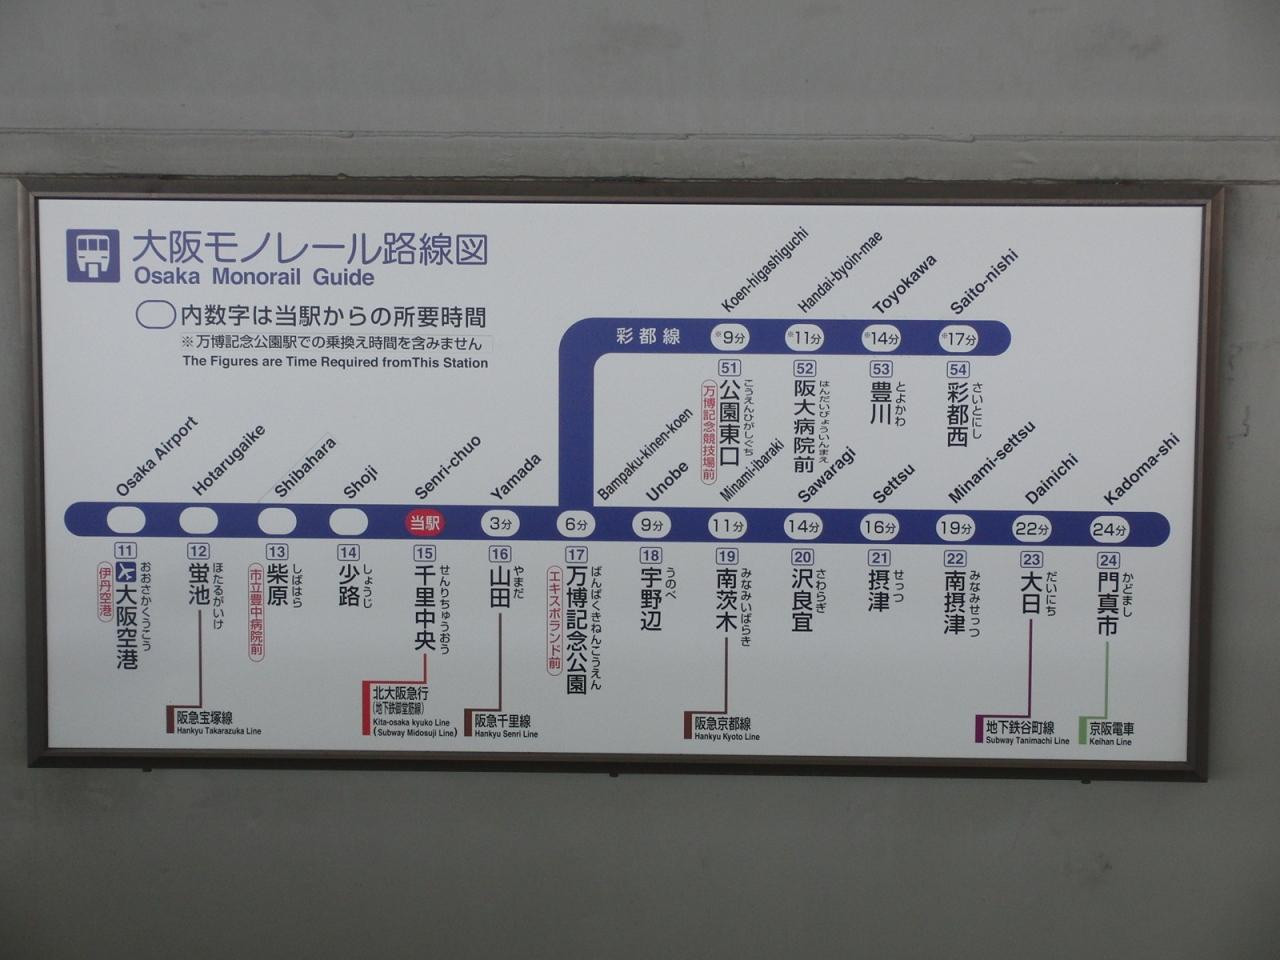 大阪モノレール路線図
Osaka Monorail Guide
内数字は当駅からの所要時間
※万博記念公園駅での乗換え時間を含みません
The Figures are Time Required fromThis Station
Koen-higashiguchi
Handai-byoin-mae
Toyokawa
Saito-nishi
彩都線
※9分
※11分
※14分
※17分
51
52
53
54
万博記念競技場前
公園東口
こうえんひがしぐち
阪大病院前
はんだいびょういんまえ
豊川
とよかわ
彩都西
さいとにし
Osaka Airport
Hotarugaike
Shibahara
Shoji
Senri-chuo
Yamada
Bampaku-kinen-koen
Unobe
Minami-ibaraki
Sawaragi
Settsu
Minami-settsu
Dainichi
Kadoma-shi
当駅
3分
6分
9分
11分
14分
16分
19分
22分
24分
11
12
13
14
15
16
17
18
19
20
21
22
23
24
伊丹空港
大阪空港
おおさかくうこう
蛍池
ほたるがいけ
市立豊中病院前
柴原
しばはら
少路
しょうじ
千里中央
せんりちゅうおう
山田
やまだ
エキスポランド前
万博記念公園
ばんぱくきねんこうえん
宇野辺
うのべ
南茨木
みなみいばらき
沢良宜
さわらぎ
摂津
せっつ
南摂津
みなみせっつ
大日
だいにち
門真市
かどまし
阪急宝塚線
Hankyu Takarazuka Line
北大阪急行
(地下鉄御堂筋線)
Kita-osaka kyuko Line
(Subway Midosuji Line)
阪急千里線
Hankyu Senri Line
阪急京都線
Hankyu Kyoto Line
地下鉄谷町線
Subway Tanimachi Line
京阪電車
Keihan Line